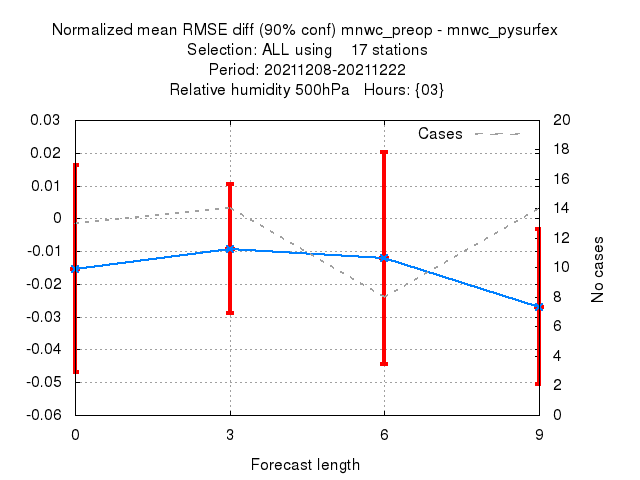 Normalized mean RMSE diff (90% conf) mnwc_preop - mnwc_pysurfex
Selection: ALL using 17 stations
Period: 20211208-20211222
Relative humidity 500hPa Hours: {03}
Cases
0.03
0.02
0.01
0
-0.01
-0.02
-0.03
-0.04
-0.05
-0.06
20
18
16
14
12
10
8
6
4
2
0
No cases
0 3 6 9
Forecast length